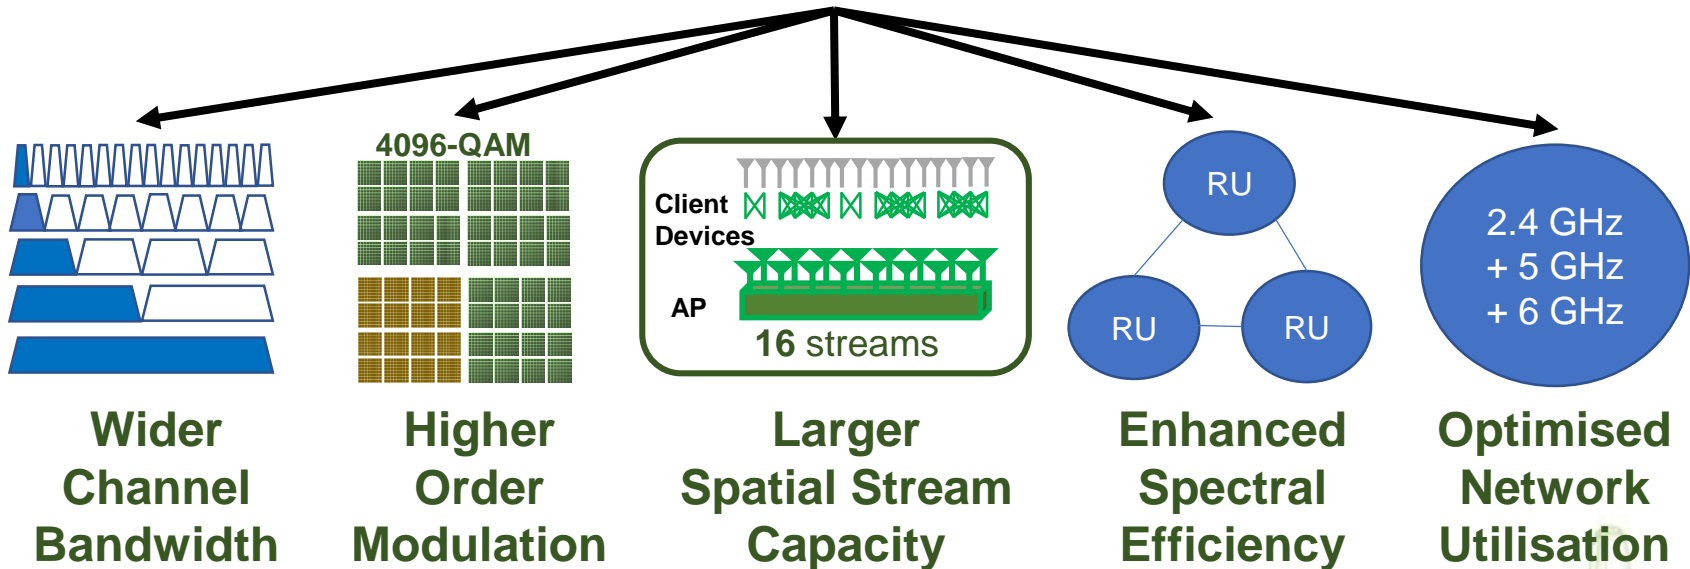 4096-QAM
Client
Devices
AP
16 streams
RU
RU
RU
2.4 GHz
+ 5 GHz
+ 6 GHz
Wider
Channel
Bandwidth
Higher
Order
Modulation
Larger
Spatial Stream
Capacity
Enhanced
Spectral
Efficiency
Optimised
Network
Utilisation